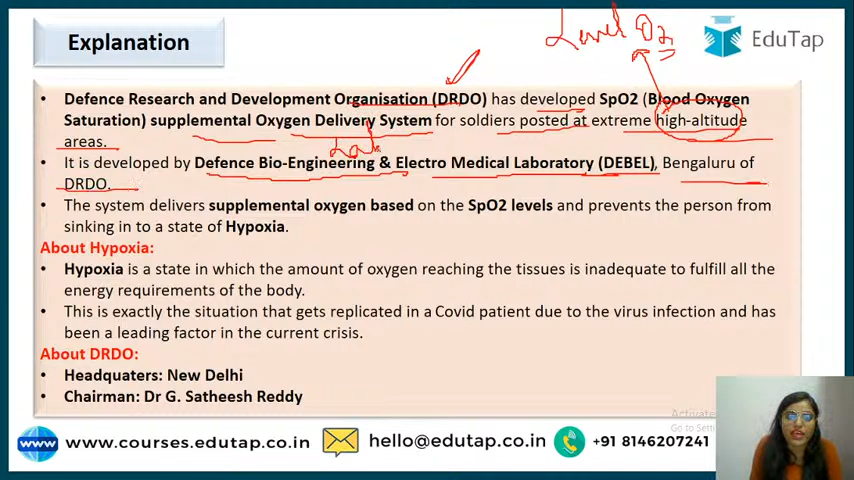 Explanation
Level O2
EduTap
• Defence Research and Development Organisation (DRDO) has developed SpO2 (Blood Oxygen
Saturation) supplemental Oxygen Delivery System for soldiers posted at extreme high-altitude
areas.
• It is developed by Defence Bio-Engineering & Electro Medical Laboratory (DEBEL), Bengaluru of
DRDO.
• The system delivers supplemental oxygen based on the SpO2 levels and prevents the person from
sinking in to a state of Hypoxia.
About Hypoxia:
• Hypoxia is a state in which the amount of oxygen reaching the tissues is inadequate to fulfill all the
energy requirements of the body.
• This is exactly the situation that gets replicated in a Covid patient due to the virus infection and has
been a leading factor in the current crisis.
About DRDO:
• Headquaters: New Delhi
• Chairman: Dr G. Satheesh Reddy
Activate
Go to Setti
www www.courses.edutap.co.in hello@edutap.co.in +91 8146207241